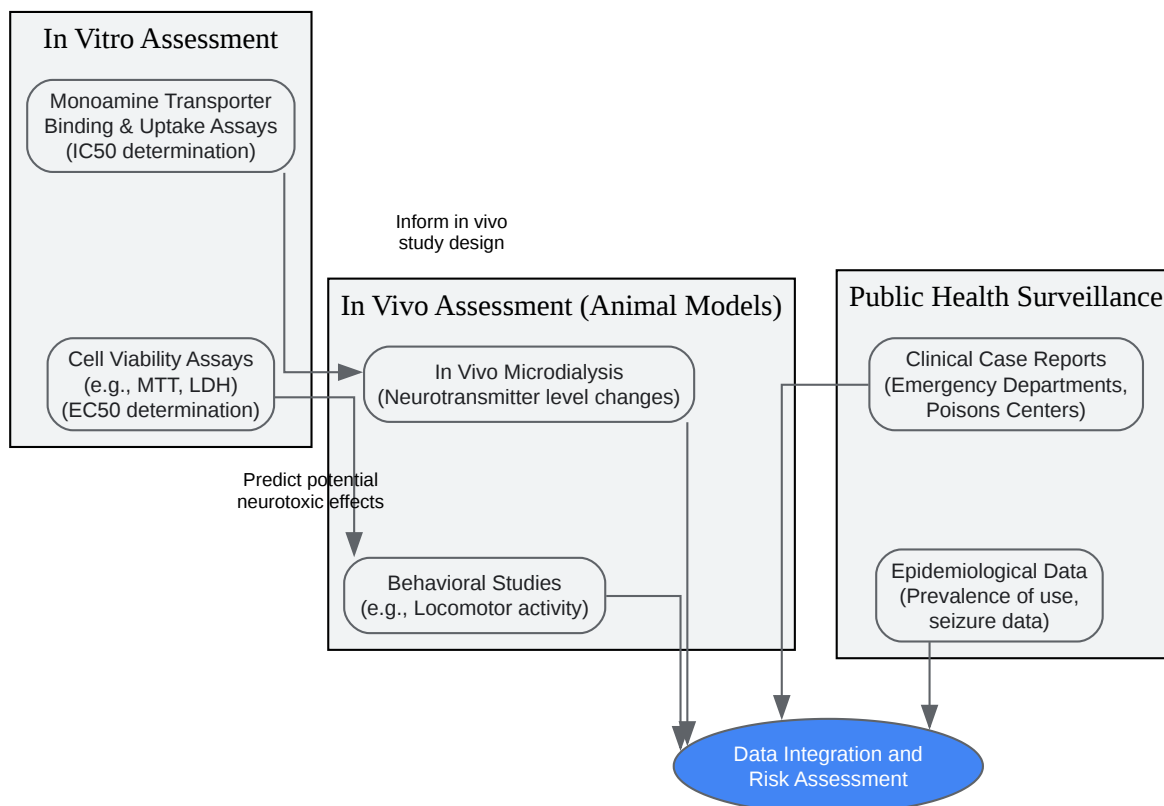 In Vitro Assessment
Monoamine Transporter
Binding & Uptake Assays
(IC50 determination)
Cell Viability Assays
(e.g., MTT, LDH)
(EC50 determination)
Inform in vivo
study design
Predict potential
neurotoxic effects
In Vivo Assessment (Animal Models)
In Vivo Microdialysis
(Neurotransmitter level changes)
Behavioral Studies
(e.g., Locomotor activity)
Public Health Surveillance
Clinical Case Reports
(Emergency Departments,
Poisons Centers)
Epidemiological Data
(Prevalence of use,
seizure data)
Data Integration and
Risk Assessment